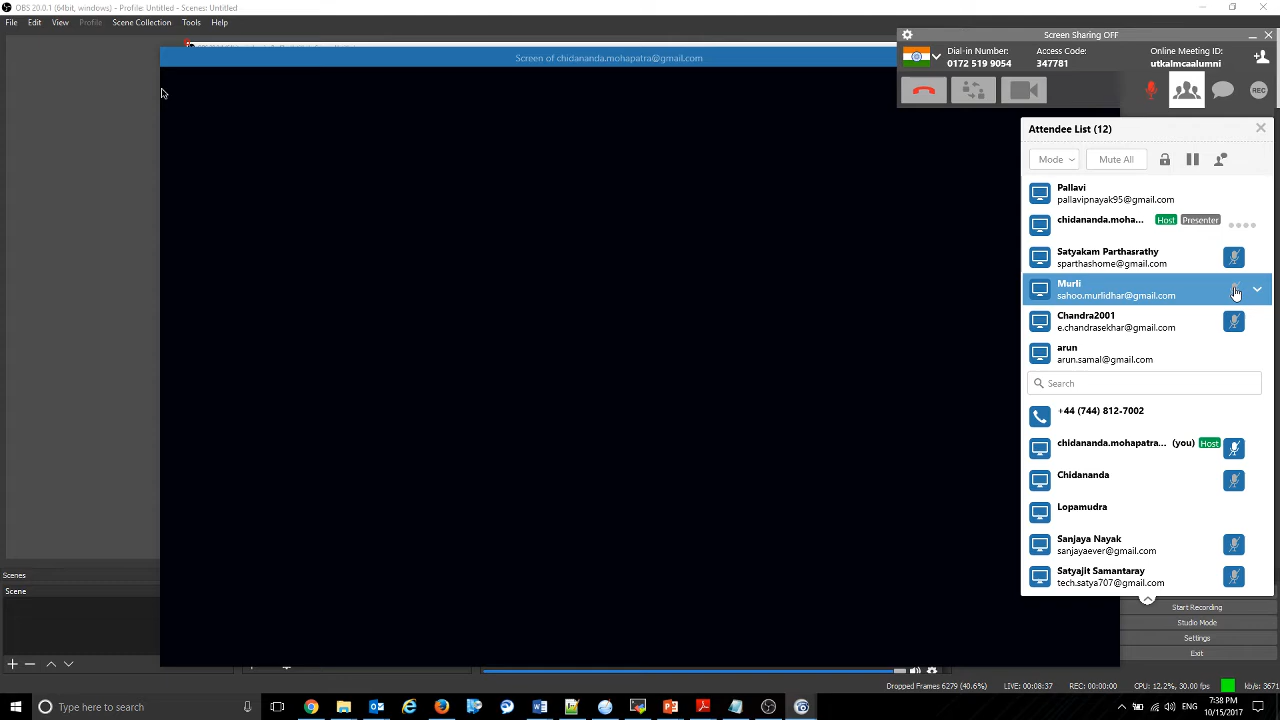 OBS 20.0.1 (64bit, windows) - Profile: Untitled - Scenes: Untitled
File Edit View Profile Scene Collection Tools Help
Screen of chidananda.mohapatra@gmail.com
Screen Sharing OFF
Dial-in Number: Access Code: Online Meeting ID:
0172 519 9054 347781 utkalmcaalumni
REC
Attendee List (12)
Mode Mute All
Pallavi
pallavipnayak95@gmail.com
chidananda.moha... Host Presenter
Satyakam Parthasrathy
sparthashome@gmail.com
Murli
sahoo.murlidhar@gmail.com
Chandra2001
e.chandrasekhar@gmail.com
arun
arun.samal@gmail.com
Search
+44 (744) 812-7002
chidananda.mohapatra... (you) Host
Chidananda
Lopamudra
Sanjaya Nayak
sanjayaever@gmail.com
Satyajit Samantaray
tech.satya707@gmail.com
Scenes
Scene
Start Recording
Studio Mode
Settings
Exit
Dropped Frames 6279 (40.6%) LIVE: 00:08:37 REC: 00:00:00 CPU: 12.2%, 30.00 fps kb/s: 3671
Type here to search
ENG
7:38 PM
10/15/2017